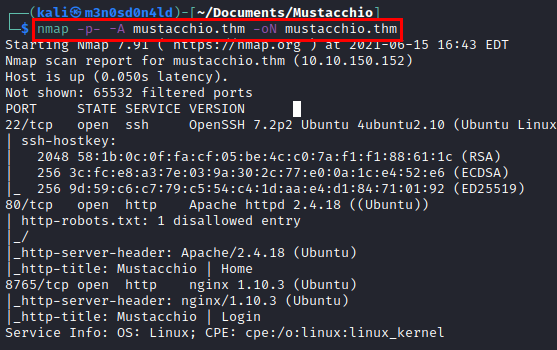 ┌──(kali㉿m3n0sd0n4ld)-[~/Documents/Mustacchio]
└─$ nmap -p- -A mustacchio.thm -oN mustacchio.thm
Starting Nmap 7.91 ( https://nmap.org ) at 2021-06-15 16:43 EDT
Nmap scan report for mustacchio.thm (10.10.150.152)
Host is up (0.050s latency).
Not shown: 65532 filtered ports
PORT     STATE SERVICE VERSION
22/tcp   open  ssh     OpenSSH 7.2p2 Ubuntu 4ubuntu2.10 (Ubuntu Linux
| ssh-hostkey:
|   2048 58:1b:0c:0f:fa:cf:05:be:4c:c0:7a:f1:f1:88:61:1c (RSA)
|   256 3c:fc:e8:a3:7e:03:9a:30:2c:77:e0:0a:1c:e4:52:e6 (ECDSA)
|_  256 9d:59:c6:c7:79:c5:54:c4:1d:aa:e4:d1:84:71:01:92 (ED25519)
80/tcp   open  http    Apache httpd 2.4.18 ((Ubuntu))
| http-robots.txt: 1 disallowed entry
|_/
|_http-server-header: Apache/2.4.18 (Ubuntu)
|_http-title: Mustacchio | Home
8765/tcp open  http    nginx 1.10.3 (Ubuntu)
|_http-server-header: nginx/1.10.3 (Ubuntu)
|_http-title: Mustacchio | Login
Service Info: OS: Linux; CPE: cpe:/o:linux:linux_kernel